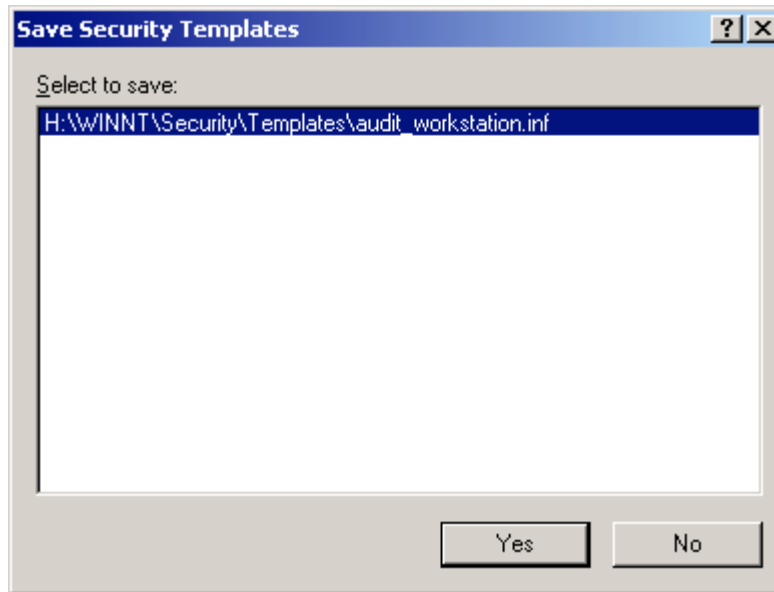 Save Security Templates
Select to save:
H:\WINNT\Security\Templates\audit_workstation.inf
Yes No